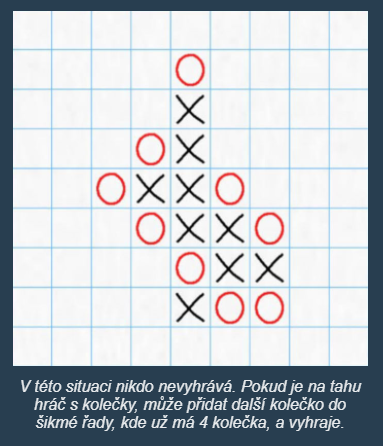 V této situaci nikdo nevyhrává. Pokud je na tahu
hráč s kolečky, může přidat další kolečko do
šikmé řady, kde už má 4 kolečka, a vyhraje.